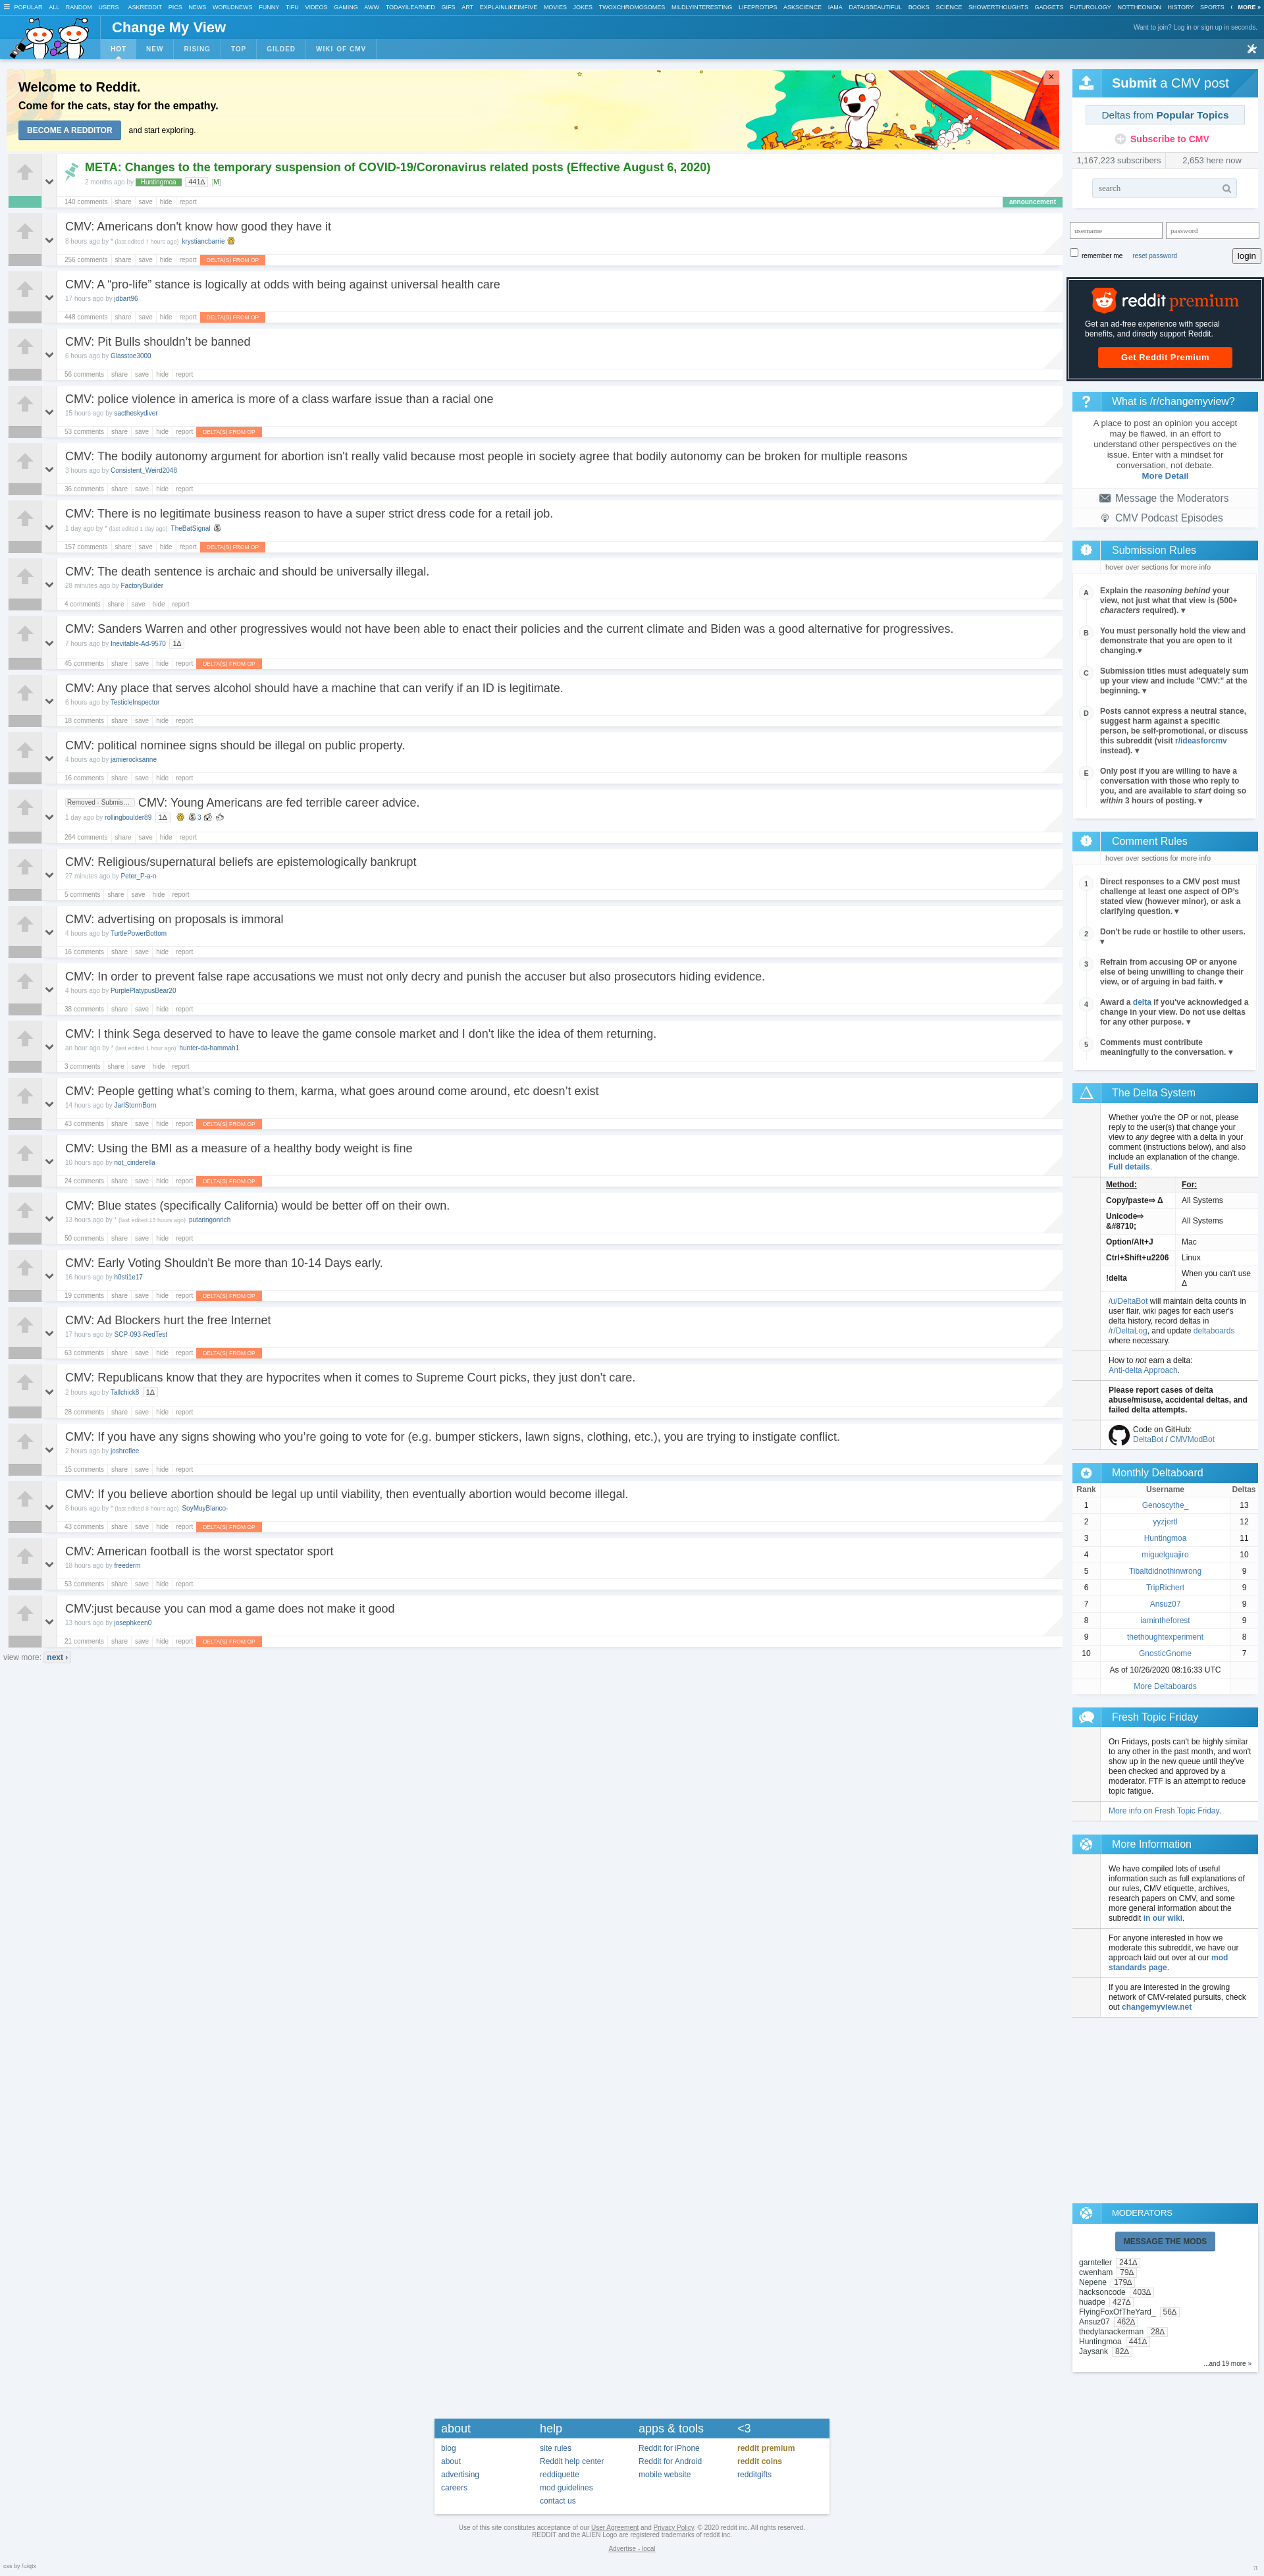 POPULAR ALL RANDOM USERS ASKREDDIT PICS NEWS WORLDNEWS FUNNY TIFU VIDEOS GAMING AWW TODAYILEARNED GIFS ART EXPLAINLIKEIMFIVE MOVIES JOKES TWOXCHROMOSOMES MILDLYINTERESTING LIFEPROTIPS ASKSCIENCE IAMA DATAISBEAUTIFUL BOOKS SCIENCE SHOWERTHOUGHTS GADGETS FUTUROLOGY NOTTHEONION HISTORY SPORTS MORE »
Change My View
Want to join? Log in or sign up in seconds.
HOT NEW RISING TOP GILDED WIKI OF CMV
Welcome to Reddit.
Come for the cats, stay for the empathy.
BECOME A REDDITOR and start exploring.
META: Changes to the temporary suspension of COVID-19/Coronavirus related posts (Effective August 6, 2020)
2 months ago by Huntingmoa 441∆ [M]
140 comments share save hide report announcement
CMV: Americans don't know how good they have it
8 hours ago by * (last edited 7 hours ago) krystiancbarrie
256 comments share save hide report DELTA(S) FROM OP
CMV: A “pro-life” stance is logically at odds with being against universal health care
17 hours ago by jdbart96
448 comments share save hide report DELTA(S) FROM OP
CMV: Pit Bulls shouldn’t be banned
6 hours ago by Glasstoe3000
56 comments share save hide report
CMV: police violence in america is more of a class warfare issue than a racial one
15 hours ago by sactheskydiver
53 comments share save hide report DELTA(S) FROM OP
CMV: The bodily autonomy argument for abortion isn't really valid because most people in society agree that bodily autonomy can be broken for multiple reasons
3 hours ago by Consistent_Weird2048
36 comments share save hide report
CMV: There is no legitimate business reason to have a super strict dress code for a retail job.
1 day ago by * (last edited 1 day ago) TheBatSignal
157 comments share save hide report DELTA(S) FROM OP
CMV: The death sentence is archaic and should be universally illegal.
28 minutes ago by FactoryBuilder
4 comments share save hide report
CMV: Sanders Warren and other progressives would not have been able to enact their policies and the current climate and Biden was a good alternative for progressives.
7 hours ago by Inevitable-Ad-9570 1∆
45 comments share save hide report DELTA(S) FROM OP
CMV: Any place that serves alcohol should have a machine that can verify if an ID is legitimate.
6 hours ago by TesticleInspector
18 comments share save hide report
CMV: political nominee signs should be illegal on public property.
4 hours ago by jamierocksanne
16 comments share save hide report
Removed - Submis… CMV: Young Americans are fed terrible career advice.
1 day ago by rollingboulder89 1∆ 3
264 comments share save hide report
CMV: Religious/supernatural beliefs are epistemologically bankrupt
27 minutes ago by Peter_P-a-n
5 comments share save hide report
CMV: advertising on proposals is immoral
4 hours ago by TurtlePowerBottom
16 comments share save hide report
CMV: In order to prevent false rape accusations we must not only decry and punish the accuser but also prosecutors hiding evidence.
4 hours ago by PurplePlatypusBear20
38 comments share save hide report
CMV: I think Sega deserved to have to leave the game console market and I don't like the idea of them returning.
an hour ago by * (last edited 1 hour ago) hunter-da-hammah1
3 comments share save hide report
CMV: People getting what’s coming to them, karma, what goes around come around, etc doesn’t exist
14 hours ago by JarlStormBorn
43 comments share save hide report DELTA(S) FROM OP
CMV: Using the BMI as a measure of a healthy body weight is fine
10 hours ago by not_cinderella
24 comments share save hide report DELTA(S) FROM OP
CMV: Blue states (specifically California) would be better off on their own.
13 hours ago by * (last edited 13 hours ago) putaringonrich
50 comments share save hide report
CMV: Early Voting Shouldn't Be more than 10-14 Days early.
16 hours ago by h0sti1e17
19 comments share save hide report DELTA(S) FROM OP
CMV: Ad Blockers hurt the free Internet
17 hours ago by SCP-093-RedTest
63 comments share save hide report DELTA(S) FROM OP
CMV: Republicans know that they are hypocrites when it comes to Supreme Court picks, they just don't care.
2 hours ago by Tallchick8 1∆
28 comments share save hide report
CMV: If you have any signs showing who you’re going to vote for (e.g. bumper stickers, lawn signs, clothing, etc.), you are trying to instigate conflict.
2 hours ago by joshroflee
15 comments share save hide report
CMV: If you believe abortion should be legal up until viability, then eventually abortion would become illegal.
8 hours ago by * (last edited 8 hours ago) SoyMuyBlanco-
43 comments share save hide report DELTA(S) FROM OP
CMV: American football is the worst spectator sport
18 hours ago by freederm
53 comments share save hide report
CMV:just because you can mod a game does not make it good
13 hours ago by josephkeen0
21 comments share save hide report DELTA(S) FROM OP
view more: next ›
Submit a CMV post
Deltas from Popular Topics
Subscribe to CMV
1,167,223 subscribers 2,653 here now
search
username password
remember me reset password login
reddit premium
Get an ad-free experience with special
benefits, and directly support Reddit.
Get Reddit Premium
What is /r/changemyview?
A place to post an opinion you accept
may be flawed, in an effort to
understand other perspectives on the
issue. Enter with a mindset for
conversation, not debate.
More Detail
Message the Moderators
CMV Podcast Episodes
Submission Rules
hover over sections for more info
A Explain the reasoning behind your
view, not just what that view is (500+
characters required). ▾
B You must personally hold the view and
demonstrate that you are open to it
changing.▾
C Submission titles must adequately sum
up your view and include "CMV:" at the
beginning. ▾
D Posts cannot express a neutral stance,
suggest harm against a specific
person, be self-promotional, or discuss
this subreddit (visit r/ideasforcmv
instead). ▾
E Only post if you are willing to have a
conversation with those who reply to
you, and are available to start doing so
within 3 hours of posting. ▾
Comment Rules
hover over sections for more info
1 Direct responses to a CMV post must
challenge at least one aspect of OP’s
stated view (however minor), or ask a
clarifying question. ▾
2 Don't be rude or hostile to other users.
▾
3 Refrain from accusing OP or anyone
else of being unwilling to change their
view, or of arguing in bad faith. ▾
4 Award a delta if you've acknowledged a
change in your view. Do not use deltas
for any other purpose. ▾
5 Comments must contribute
meaningfully to the conversation. ▾
The Delta System
Whether you're the OP or not, please
reply to the user(s) that change your
view to any degree with a delta in your
comment (instructions below), and also
include an explanation of the change.
Full details.
Method: For:
Copy/paste⇨ Δ All Systems
Unicode⇨
&#8710; All Systems
Option/Alt+J Mac
Ctrl+Shift+u2206 Linux
!delta When you can't use
Δ
/u/DeltaBot will maintain delta counts in
user flair, wiki pages for each user's
delta history, record deltas in
/r/DeltaLog, and update deltaboards
where necessary.
How to not earn a delta:
Anti-delta Approach.
Please report cases of delta
abuse/misuse, accidental deltas, and
failed delta attempts.
Code on GitHub:
DeltaBot / CMVModBot
Monthly Deltaboard
Rank Username Deltas
1 Genoscythe_ 13
2 yyzjertl 12
3 Huntingmoa 11
4 miguelguajiro 10
5 Tibaltdidnothinwrong 9
6 TripRichert 9
7 Ansuz07 9
8 iamintheforest 9
9 thethoughtexperiment 8
10 GnosticGnome 7
As of 10/26/2020 08:16:33 UTC
More Deltaboards
Fresh Topic Friday
On Fridays, posts can't be highly similar
to any other in the past month, and won't
show up in the new queue until they've
been checked and approved by a
moderator. FTF is an attempt to reduce
topic fatigue.
More info on Fresh Topic Friday.
More Information
We have compiled lots of useful
information such as full explanations of
our rules, CMV etiquette, archives,
research papers on CMV, and some
more general information about the
subreddit in our wiki.
For anyone interested in how we
moderate this subreddit, we have our
approach laid out over at our mod
standards page.
If you are interested in the growing
network of CMV-related pursuits, check
out changemyview.net
MODERATORS
MESSAGE THE MODS
garnteller 241∆
cwenham 79∆
Nepene 179∆
hacksoncode 403∆
huadpe 427∆
FlyingFoxOfTheYard_ 56∆
Ansuz07 462∆
thedylanackerman 28∆
Huntingmoa 441∆
Jaysank 82∆
...and 19 more »
about help apps & tools <3
blog site rules Reddit for iPhone reddit premium
about Reddit help center Reddit for Android reddit coins
advertising reddiquette mobile website redditgifts
careers mod guidelines
contact us
Use of this site constitutes acceptance of our User Agreement and Privacy Policy. © 2020 reddit inc. All rights reserved.
REDDIT and the ALIEN Logo are registered trademarks of reddit inc.
Advertise - local